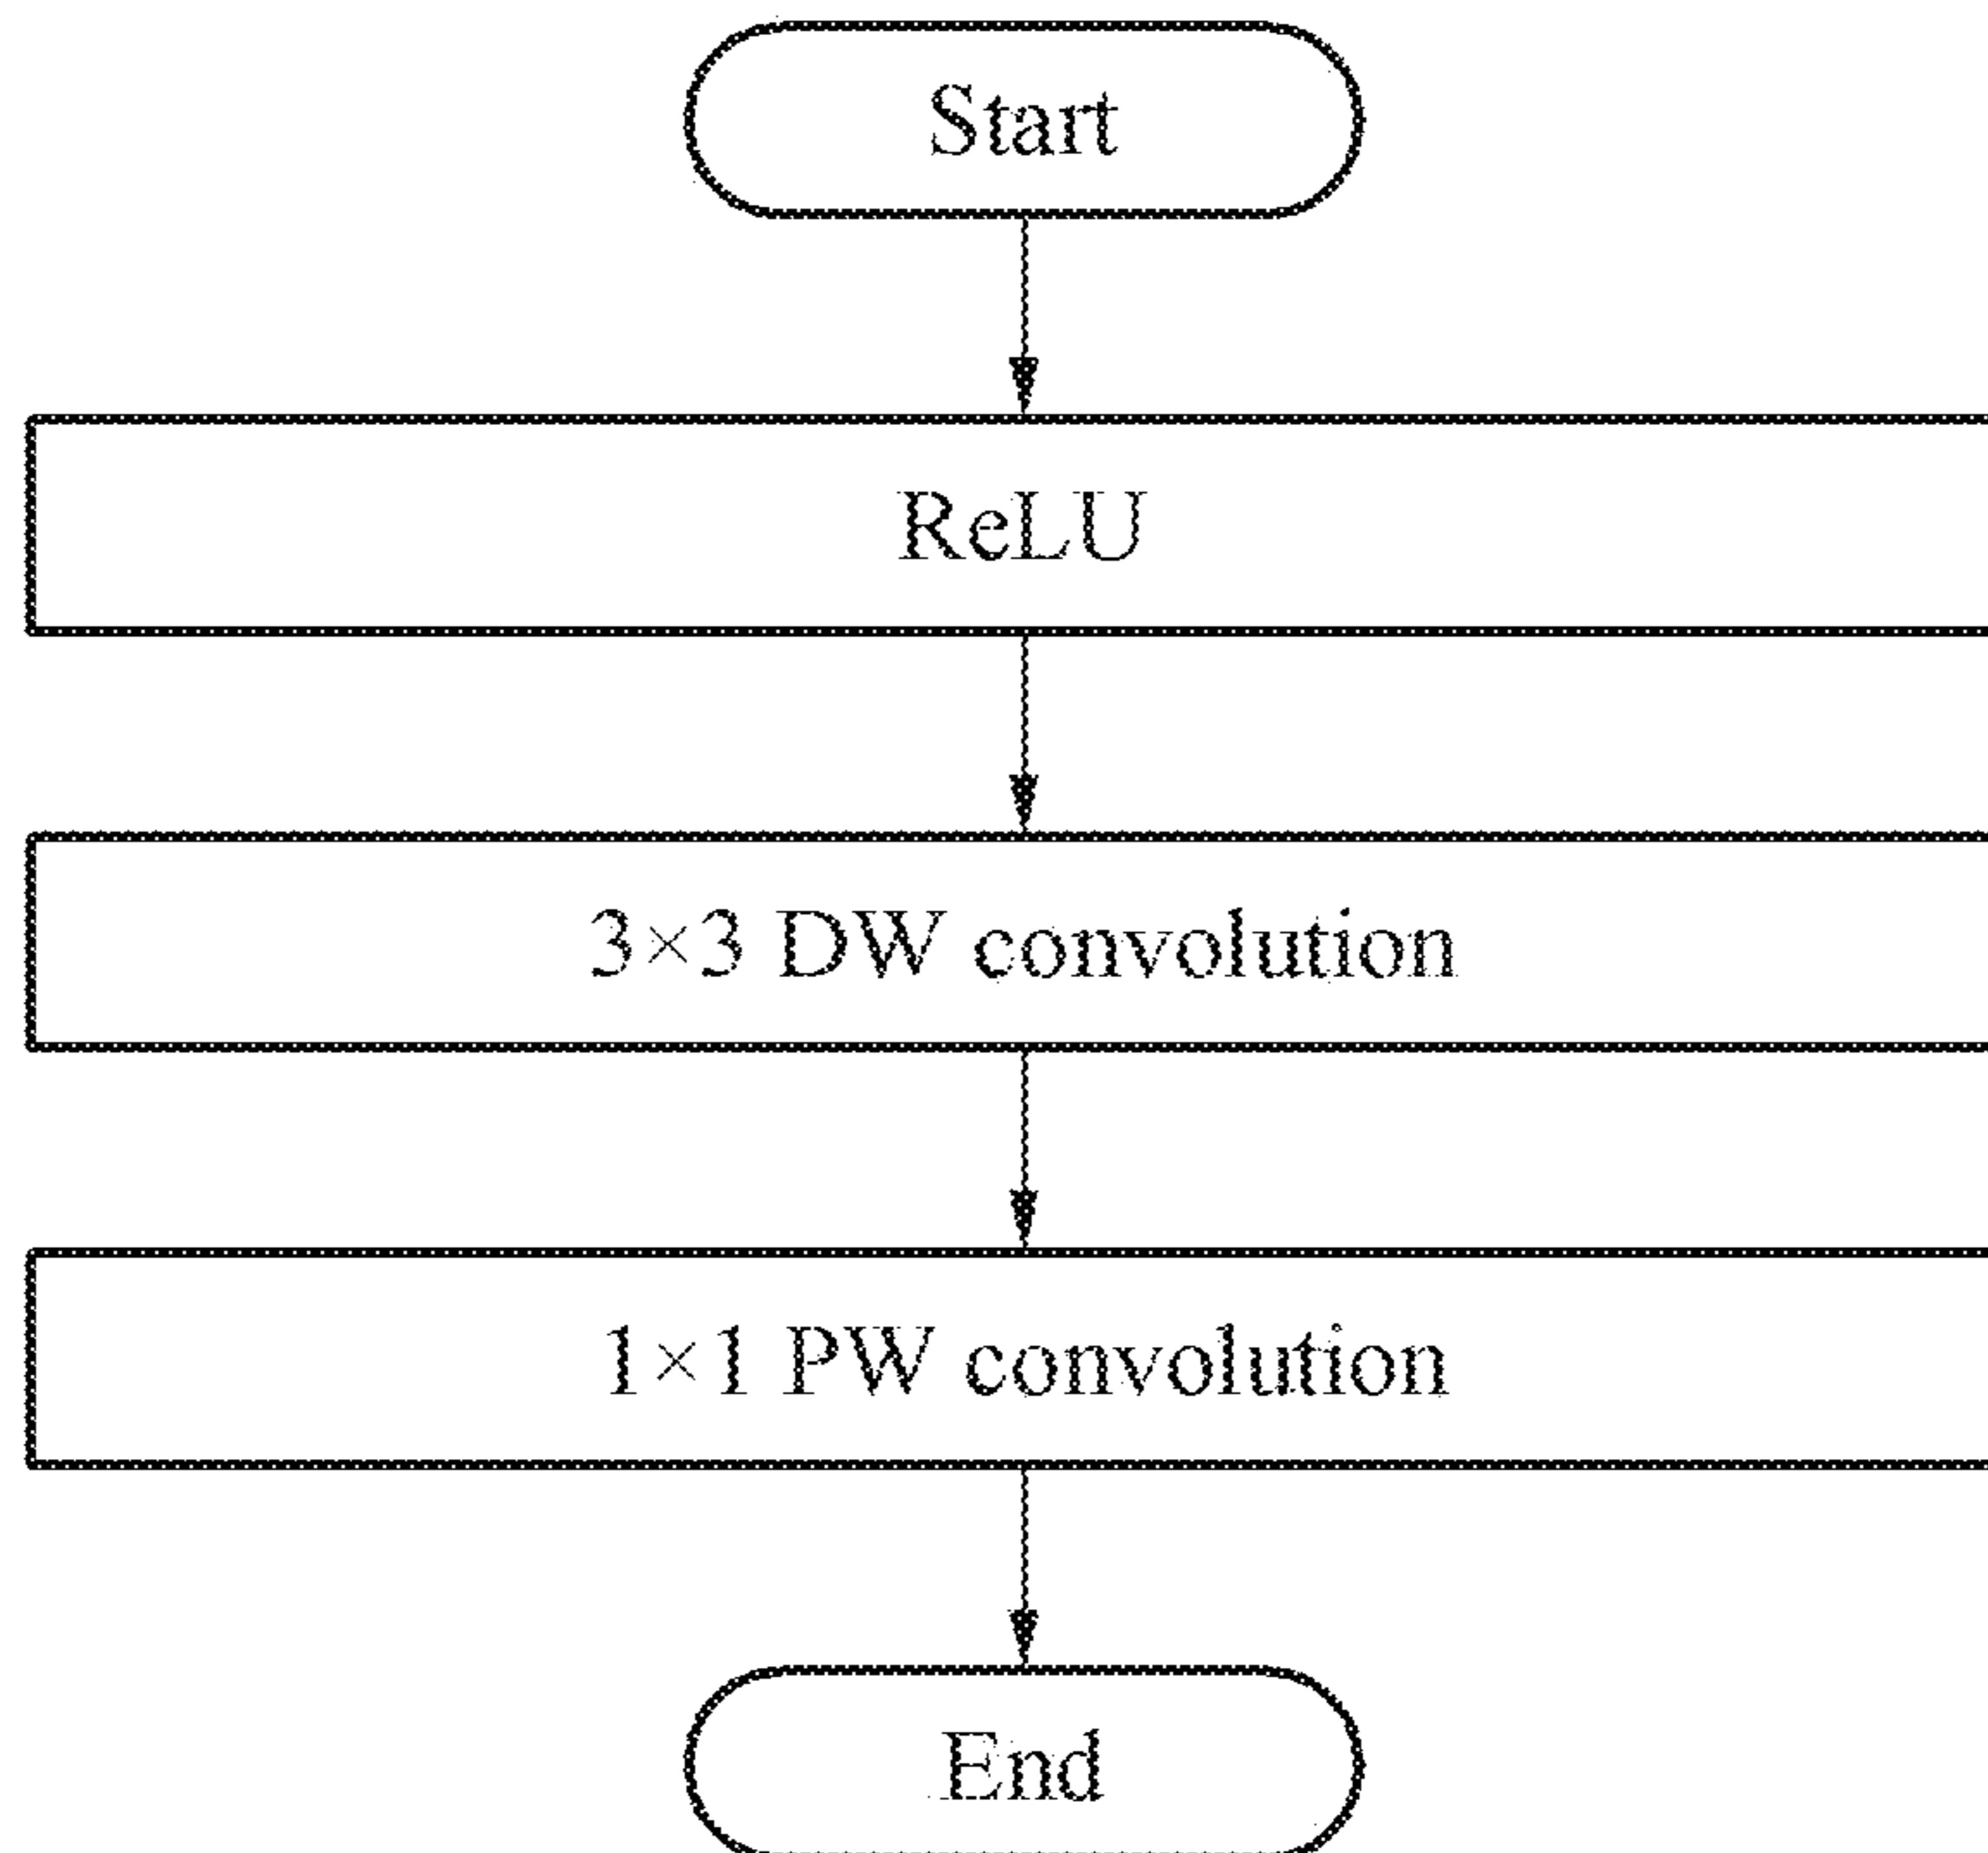 Start
ReLU
3×3 DW convolution
1×1 PW convolution
End